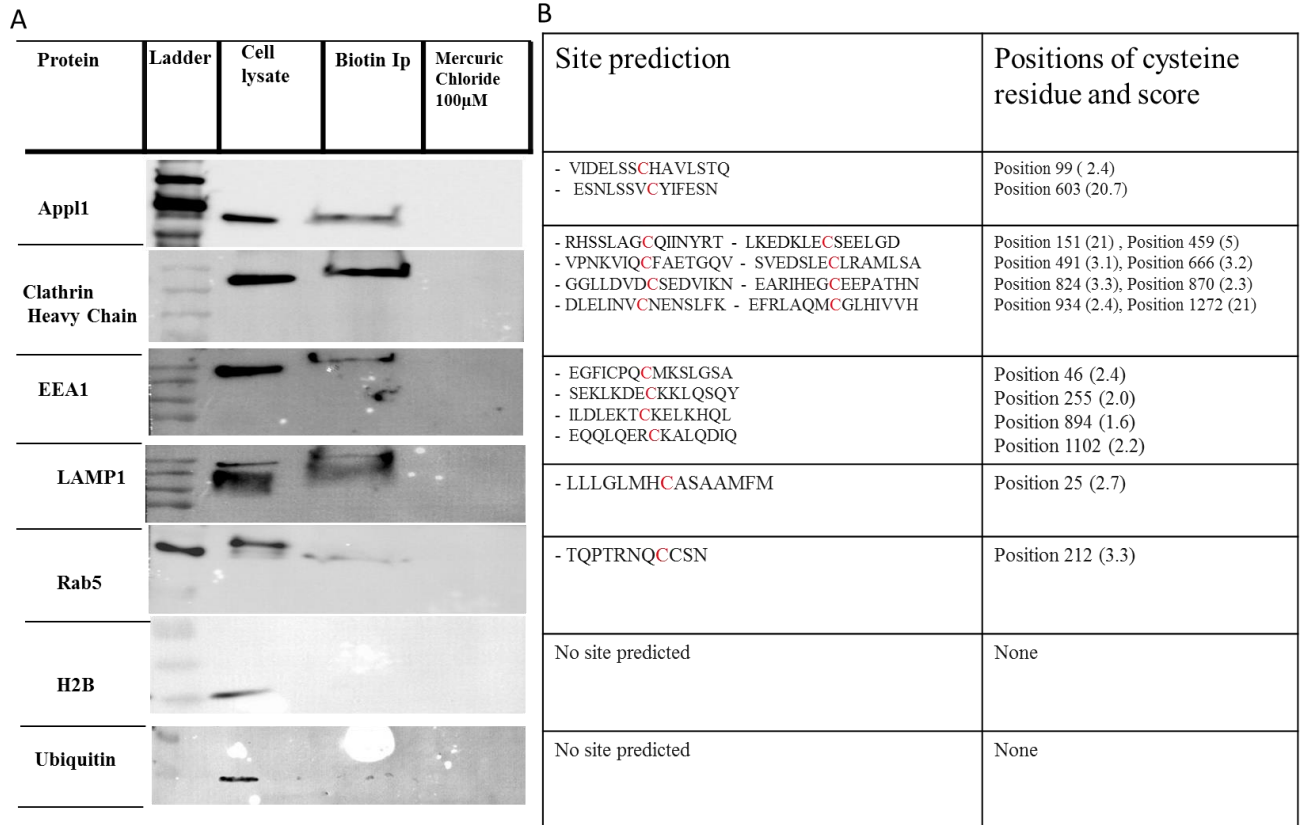 A
Protein
Ladder
Cell
lysate
Biotin Ip
Mercuric
Chloride
100µM
Appl1
Clathrin
Heavy Chain
EEA1
LAMP1
Rab5
H2B
Ubiquitin
B
Site prediction
Positions of cysteine
residue and score
- VIDELSSCHAVLSTQ
- ESNLSSVCYIFESN
Position 99 ( 2.4)
Position 603 (20.7)
- RHSSLAGCQIINYRT - LKEDKLECSEELGD
- VPNKVIQCFAETGQV - SVEDSLECLRAMLSA
- GGLLDVDCSEDVIKN - EARIHEGCEEPATHN
- DLELINVCNENSLFK - EFRLAQMCGLHIVVH
Position 151 (21) , Position 459 (5)
Position 491 (3.1), Position 666 (3.2)
Position 824 (3.3), Position 870 (2.3)
Position 934 (2.4), Position 1272 (21)
- EGFICPQCMKSLGSA
- SEKLKDECKKLQSQY
- ILDLEKTCKELKHQL
- EQQLQERCKALQDIQ
Position 46 (2.4)
Position 255 (2.0)
Position 894 (1.6)
Position 1102 (2.2)
- LLLGLMHCASAAMFM
Position 25 (2.7)
- TQPTRNQCCSN
Position 212 (3.3)
No site predicted
None
No site predicted
None